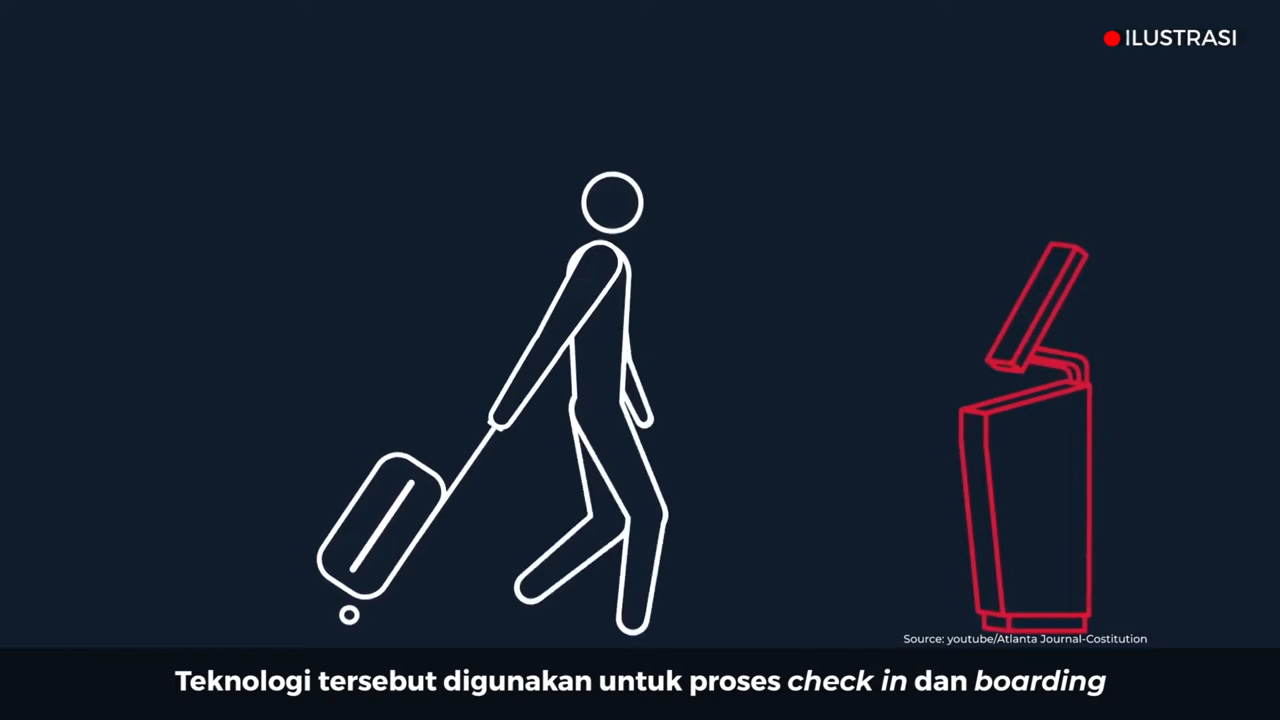 ILUSTRASI
Source: youtube/Atlanta Journal-Costitution
Teknologi tersebut digunakan untuk proses check in dan boarding